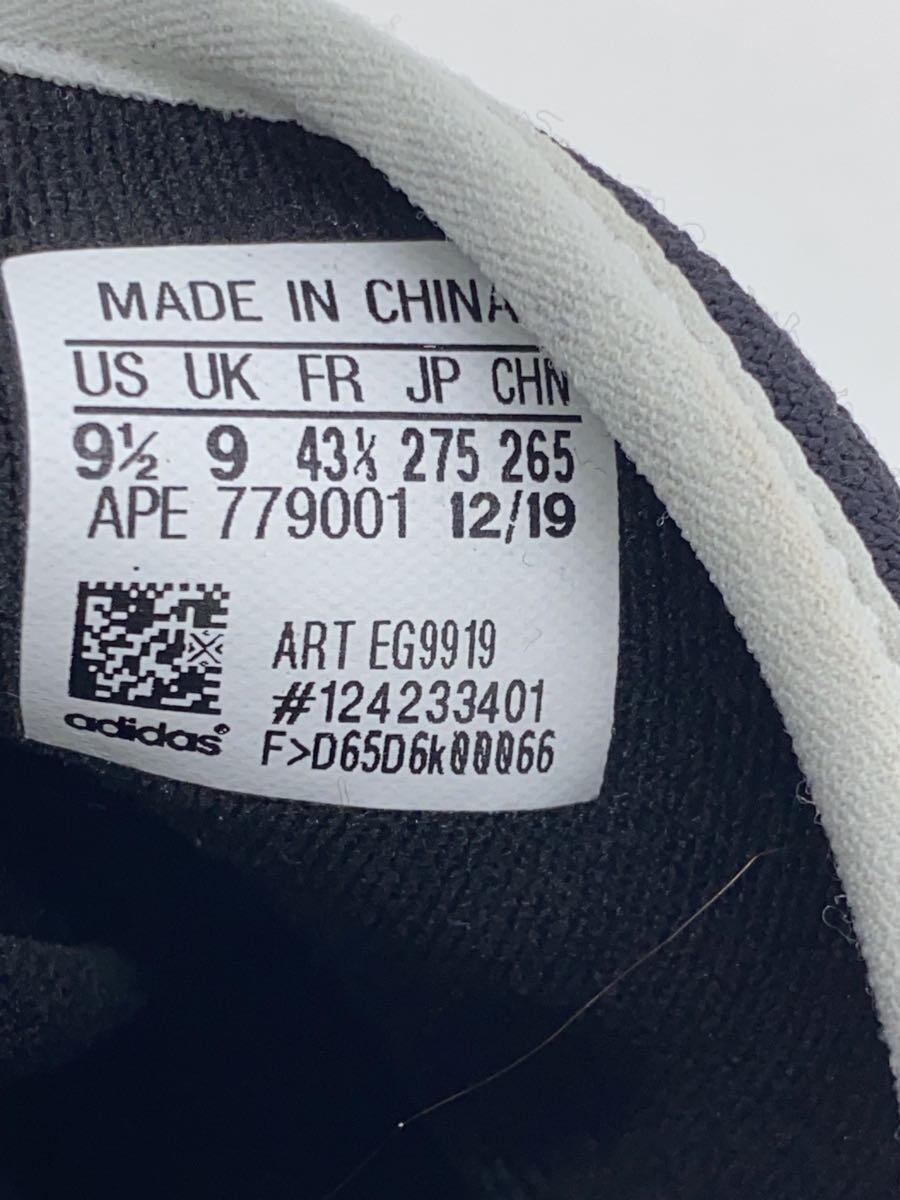 MADE IN CHINA
US UK FR JP CHN
9½ 9 43⅓ 275 265
APE 779001 12/19
ART EG9919
#124233401
F>D65D6k00066
adidas®